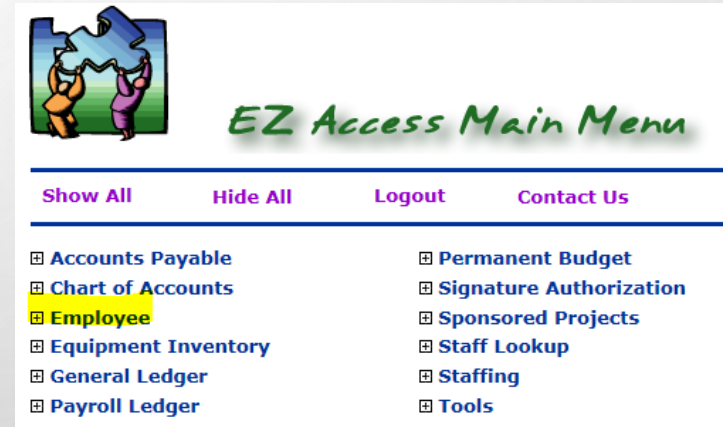 EZ Access Main Menu
Show All Hide All Logout Contact Us
Accounts Payable
Chart of Accounts
Employee
Equipment Inventory
General Ledger
Payroll Ledger
Permanent Budget
Signature Authorization
Sponsored Projects
Staff Lookup
Staffing
Tools